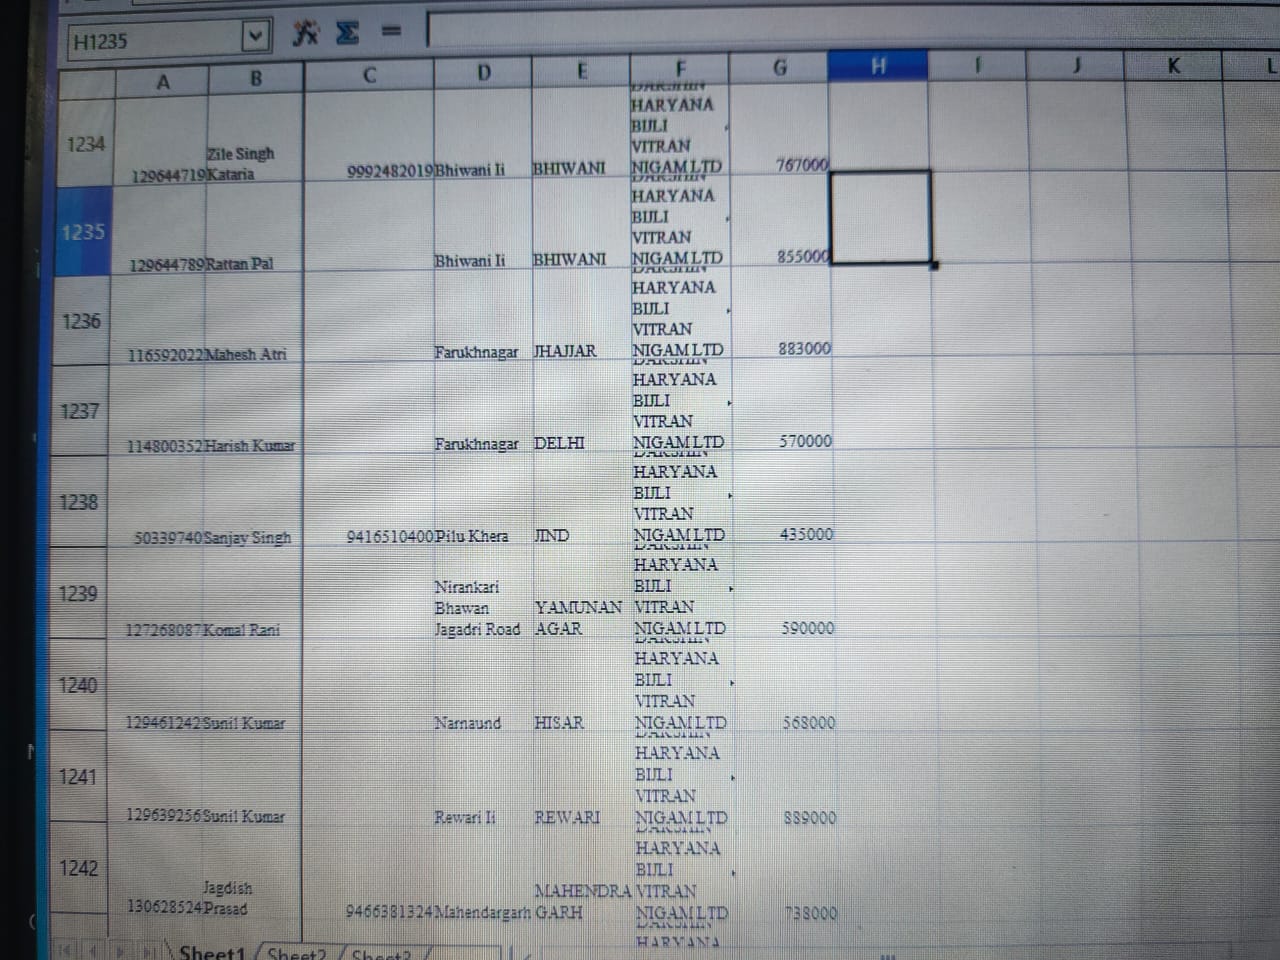 H1235
fx Σ =
A B C D E F G H I J K L
1234 129644719 Zile Singh Kataria 9992482019 Bhiwani Ii BHIWANI DAKSHIN HARYANA BIJLI VITRAN NIGAM LTD 767000
1235 129644789 Rattan Pal Bhiwani Ii BHIWANI DAKSHIN HARYANA BIJLI VITRAN NIGAM LTD 855000
1236 116592022 Mahesh Atri Farukhnagar JHAJJAR DAKSHIN HARYANA BIJLI VITRAN NIGAM LTD 883000
1237 114800352 Harish Kumar Farukhnagar DELHI DAKSHIN HARYANA BIJLI VITRAN NIGAM LTD 570000
1238 50339740 Sanjay Singh 9416510400 Pilu Khera JIND DAKSHIN HARYANA BIJLI VITRAN NIGAM LTD 435000
1239 127268087 Komal Rani Nirankari Bhawan Jagadri Road YAMUNAN AGAR DAKSHIN HARYANA BIJLI VITRAN NIGAM LTD 590000
1240 129461242 Sunil Kumar Narnaund HISAR DAKSHIN HARYANA BIJLI VITRAN NIGAM LTD 568000
1241 129639256 Sunil Kumar Rewari Ii REWARI DAKSHIN HARYANA BIJLI VITRAN NIGAM LTD 889000
1242 130628524 Jagdish Prasad 9466381324 Mahendargarh MAHENDRA GARH DAKSHIN HARYANA BIJLI VITRAN NIGAM LTD 738000
DAKSHIN HARYANA
Sheet1 Sheet2 Sheet3